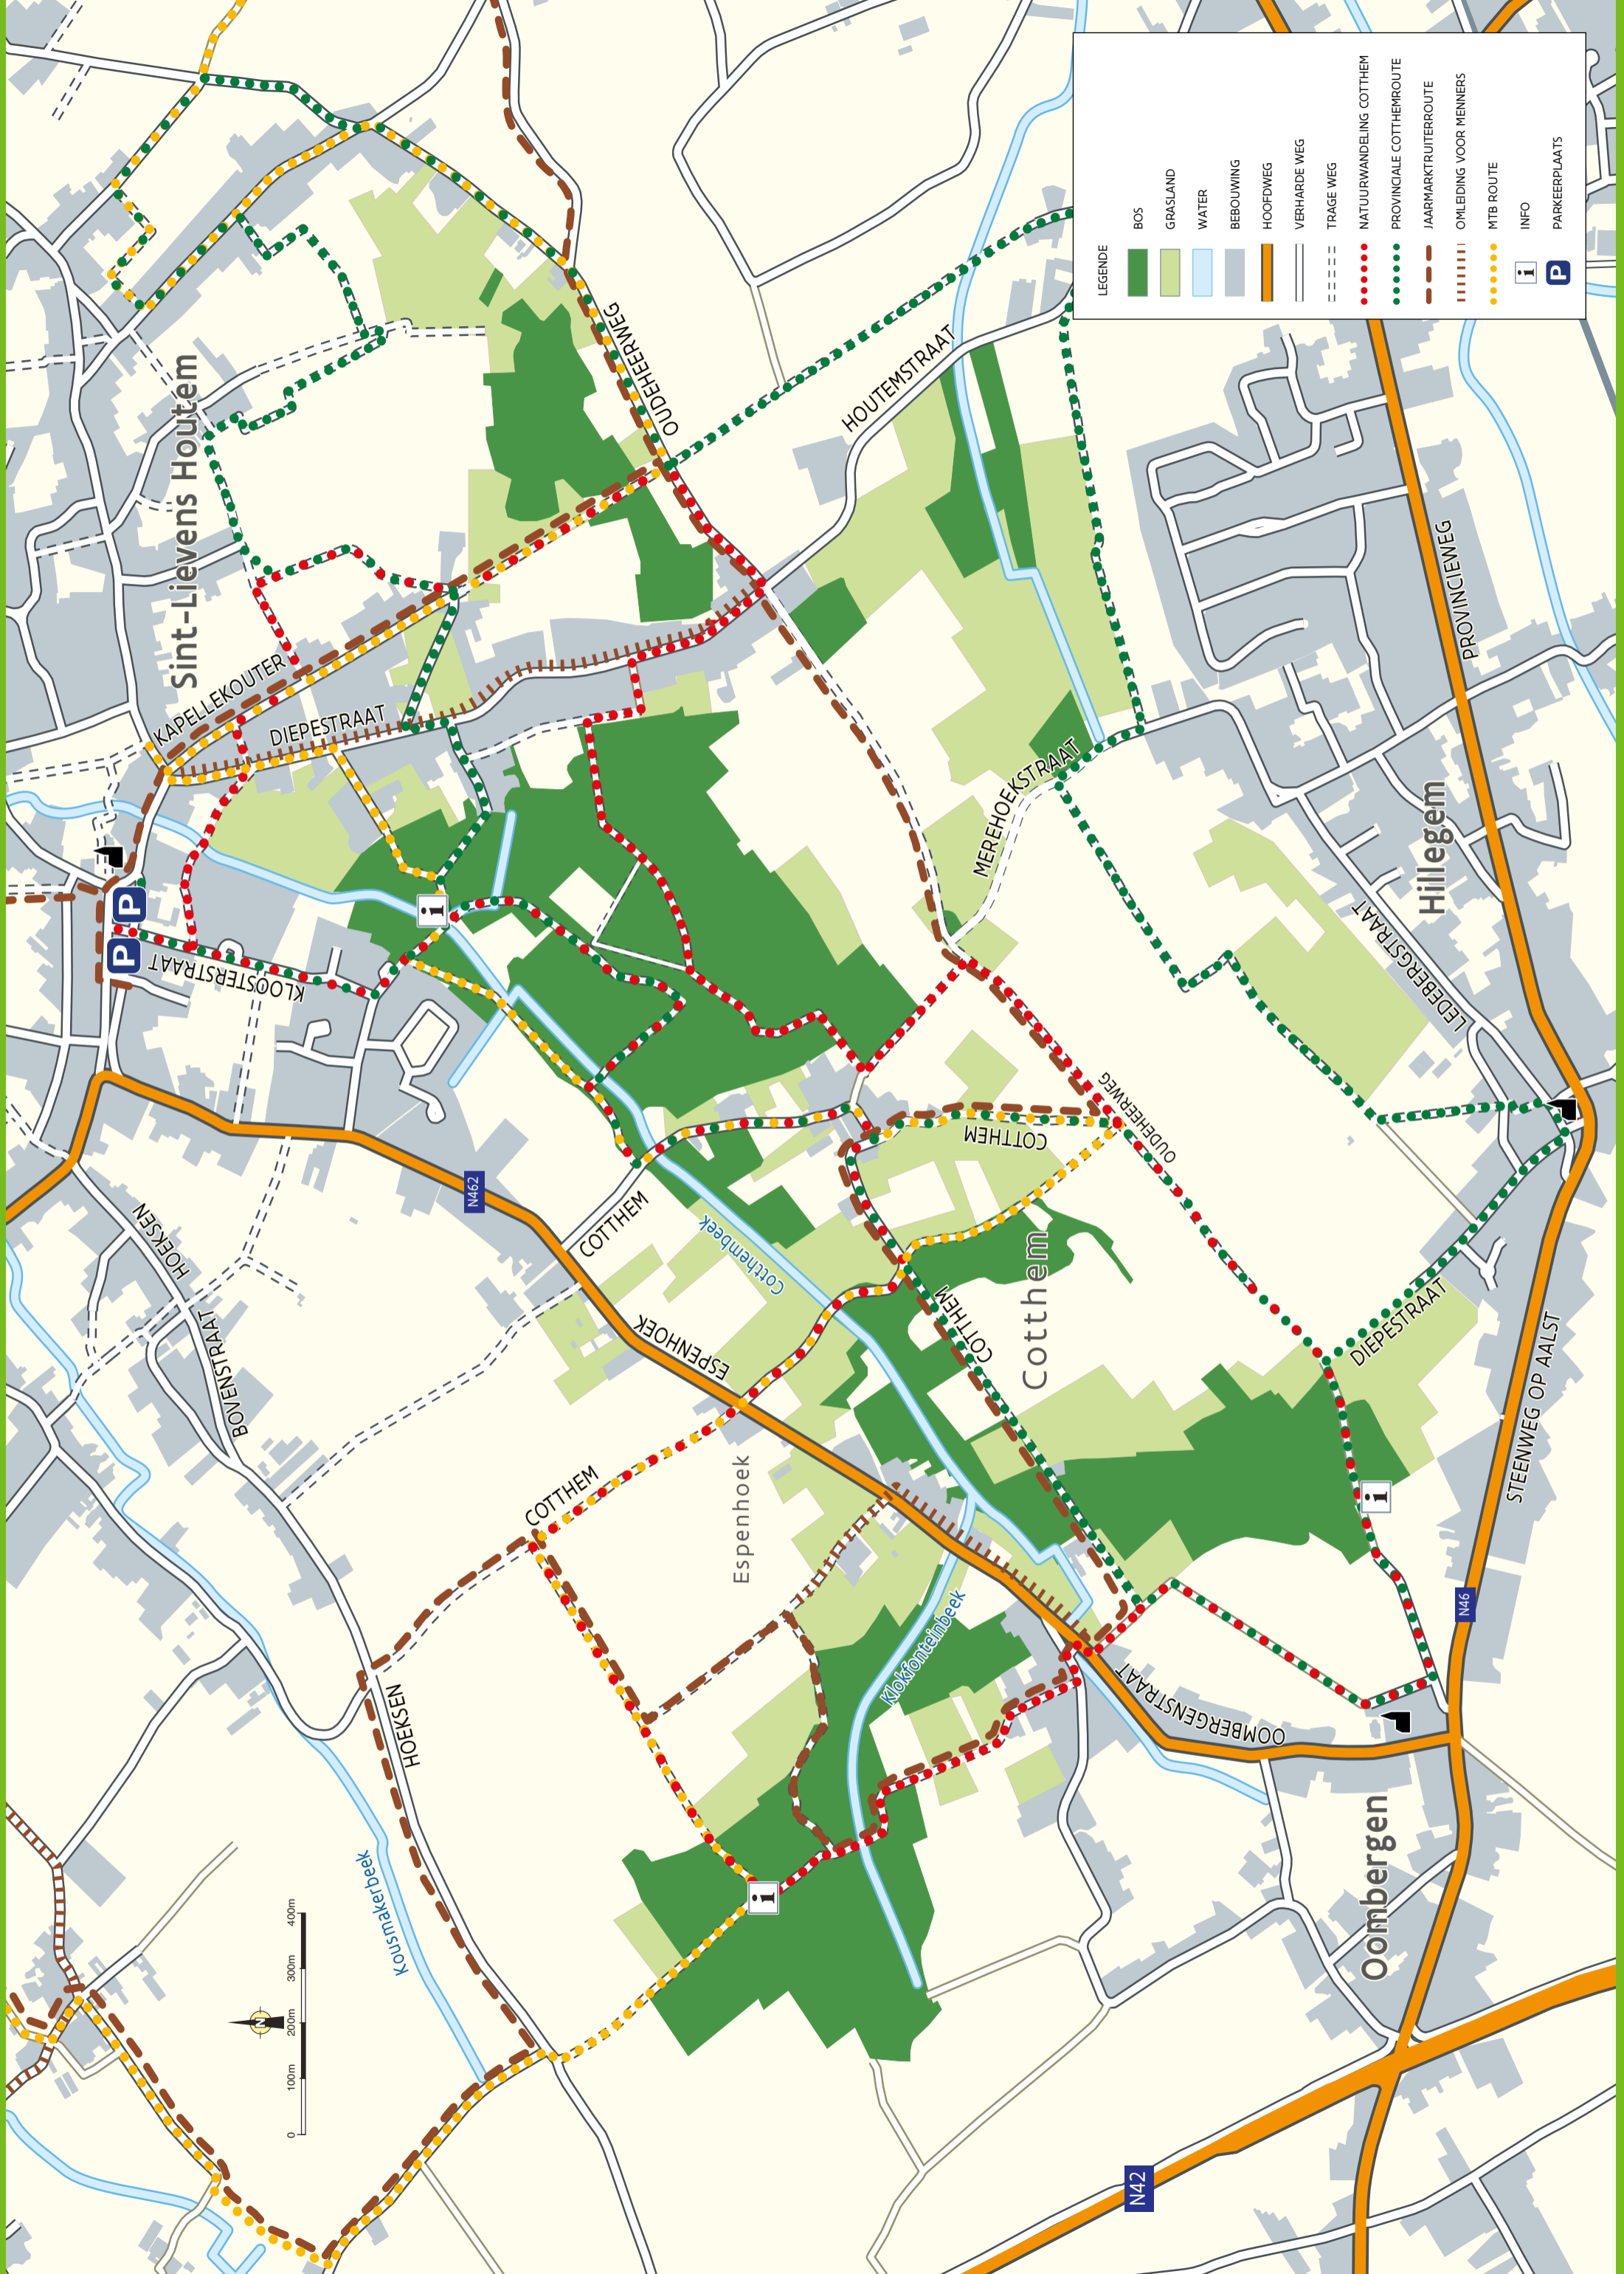 Sint-Lievens Houtem
KAPELLEKOUTER
DIEPESTRAAT
KLOOSTERSTRAAT
P
P
i
OUDEHERWEG
HOUTEMSTRAAT
MEREHOEKSTRAAT
PROVINCIEWEG
Hillegem
LEDEBERGSTRAAT
N462
HOEKSEN
BOVENSTRAAT
COTTHEM
Cotthembeek
ESPENHOEK
COTTHEM
OUDEHEERWEG
Cotthem
COTTHEM
DIEPESTRAAT
STEENWEG OP AALST
COTTHEM
Espenhoek
Klokfonteinbeek
i
N46
HOEKSEN
OOMBERGENSTRAAT
Oombergen
i
Kousmakerbeek
N
0
100m
200m
300m
400m
N42
LEGENDE
BOS
GRASLAND
WATER
BEBOUWING
HOOFDWEG
VERHARDE WEG
TRAGE WEG
NATUURWANDELING COTTHEM
PROVINCIALE COTTHEMROUTE
JAARMARKTRUITERROUTE
OMLEIDING VOOR MENNERS
MTB ROUTE
i INFO
P PARKEERPLAATS